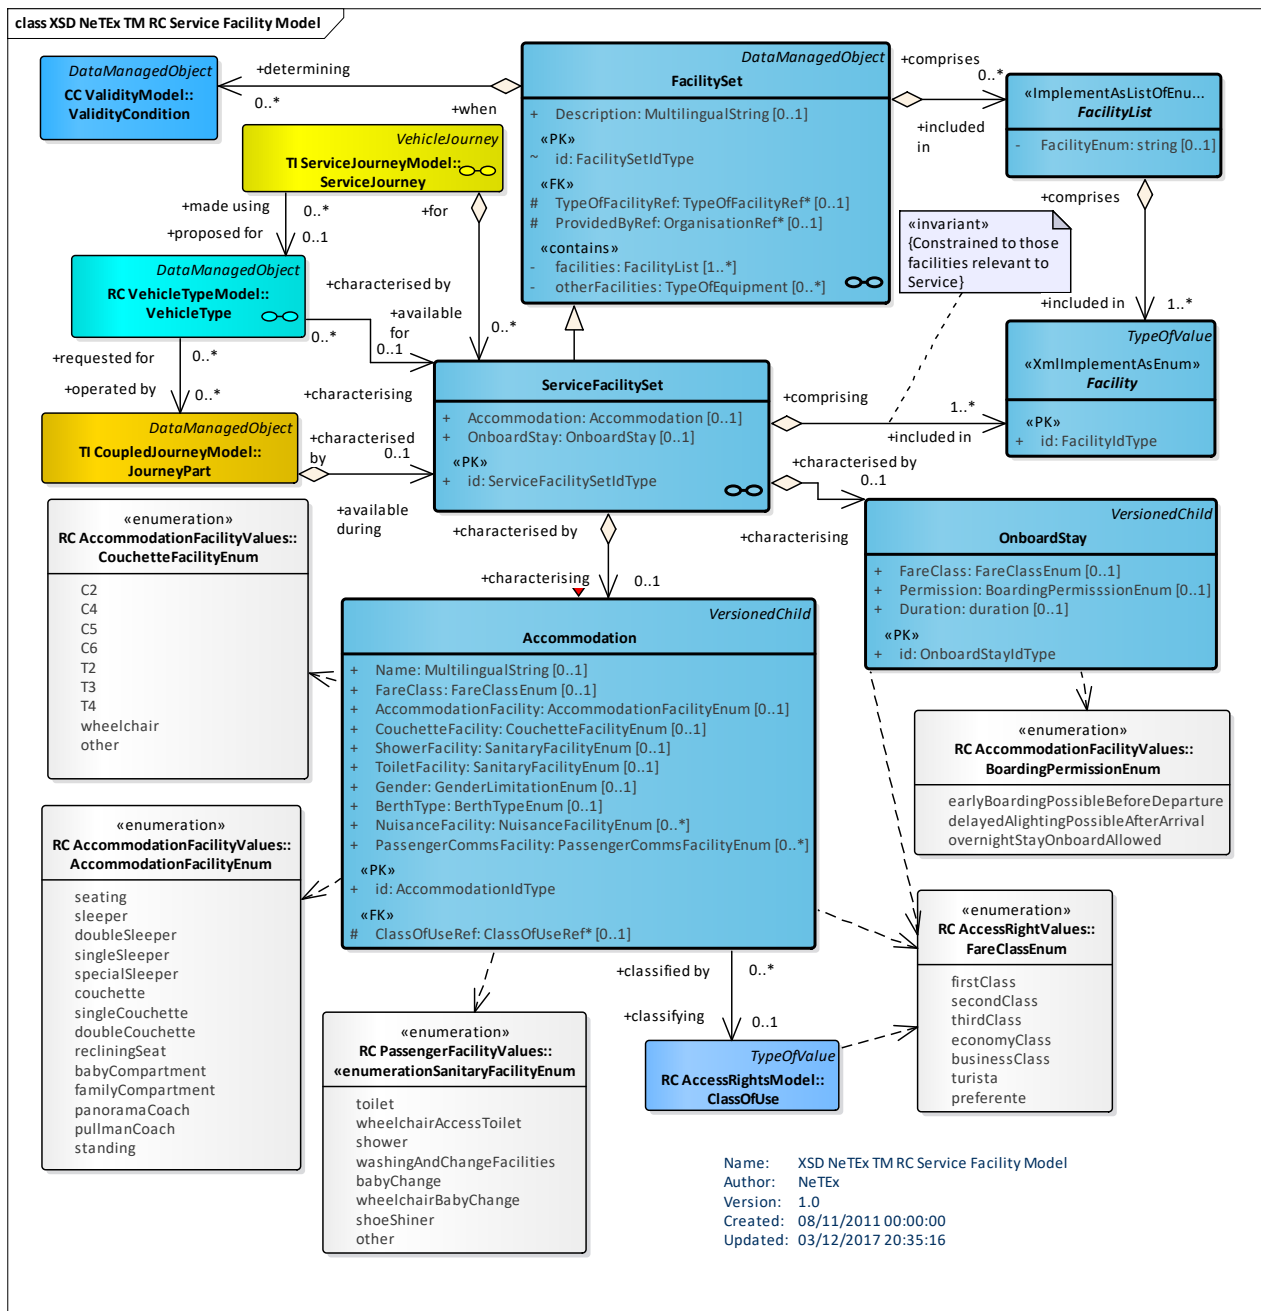 class XSD NeTEx TM RC Service Facility Model
DataManagedObject
CC ValidityModel::
ValidityCondition
+determining
0..*
+when
DataManagedObject
FacilitySet
+ Description: MultilingualString [0..1]
«PK»
~ id: FacilitySetIdType
«FK»
# TypeOfFacilityRef: TypeOfFacilityRef* [0..1]
# ProvidedByRef: OrganisationRef* [0..1]
«contains»
- facilities: FacilityList [1..*]
- otherFacilities: TypeOfEquipment [0..*]
+comprises
0..*
+included
in
«ImplementAsListOfEnu...
FacilityList
- FacilityEnum: string [0..1]
VehicleJourney
TI ServiceJourneyModel::
ServiceJourney
+made using
0..*
+proposed for
0..1
+for
+comprises
«invariant»
{Constrained to those
facilities relevant to
Service}
+included in
1..*
DataManagedObject
RC VehicleTypeModel::
VehicleType
+characterised by
0..*
+available
for
0..1
0..*
TypeOfValue
«XmlImplementAsEnum»
Facility
«PK»
+ id: FacilityIdType
+requested for
0..*
+operated by
0..*
+characterising
ServiceFacilitySet
+ Accommodation: Accommodation [0..1]
+ OnboardStay: OnboardStay [0..1]
«PK»
+ id: ServiceFacilitySetIdType
+comprising
1..*
+included in
DataManagedObject
TI CoupledJourneyModel::
JourneyPart
+characterised
by
0..1
+available
during
+characterised by
0..1
+characterising
+characterised by
+characterising
0..1
«enumeration»
RC AccommodationFacilityValues::
CouchetteFacilityEnum
C2
C4
C5
C6
T2
T3
T4
wheelchair
other
VersionedChild
OnboardStay
+ FareClass: FareClassEnum [0..1]
+ Permission: BoardingPermisssionEnum [0..1]
+ Duration: duration [0..1]
«PK»
+ id: OnboardStayIdType
VersionedChild
Accommodation
+ Name: MultilingualString [0..1]
+ FareClass: FareClassEnum [0..1]
+ AccommodationFacility: AccommodationFacilityEnum [0..1]
+ CouchetteFacility: CouchetteFacilityEnum [0..1]
+ ShowerFacility: SanitaryFacilityEnum [0..1]
+ ToiletFacility: SanitaryFacilityEnum [0..1]
+ Gender: GenderLimitationEnum [0..1]
+ BerthType: BerthTypeEnum [0..1]
+ NuisanceFacility: NuisanceFacilityEnum [0..*]
+ PassengerCommsFacility: PassengerCommsFacilityEnum [0..*]
«PK»
+ id: AccommodationIdType
«FK»
# ClassOfUseRef: ClassOfUseRef* [0..1]
«enumeration»
RC AccommodationFacilityValues::
BoardingPermissionEnum
earlyBoardingPossibleBeforeDeparture
delayedAlightingPossibleAfterArrival
overnightStayOnboardAllowed
«enumeration»
RC AccommodationFacilityValues::
AccommodationFacilityEnum
seating
sleeper
doubleSleeper
singleSleeper
specialSleeper
couchette
singleCouchette
doubleCouchette
recliningSeat
babyCompartment
familyCompartment
panoramaCoach
pullmanCoach
standing
«enumeration»
RC AccessRightValues::
FareClassEnum
firstClass
secondClass
thirdClass
economyClass
businessClass
turista
preferente
+classified by
0..*
+classifying
0..1
«enumeration»
RC PassengerFacilityValues::
«enumerationSanitaryFacilityEnum
toilet
wheelchairAccessToilet
shower
washingAndChangeFacilities
babyChange
wheelchairBabyChange
shoeShiner
other
TypeOfValue
RC AccessRightsModel::
ClassOfUse
Name: XSD NeTEx TM RC Service Facility Model
Author: NeTEx
Version: 1.0
Created: 08/11/2011 00:00:00
Updated: 03/12/2017 20:35:16